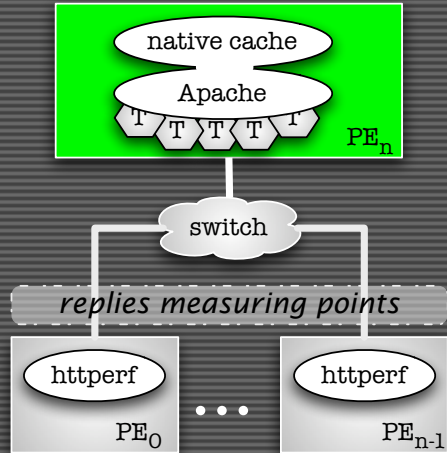 native cache
Apache
T T T T T
PEn
switch
replies measuring points
httperf httperf
...
PE0 PEn-1